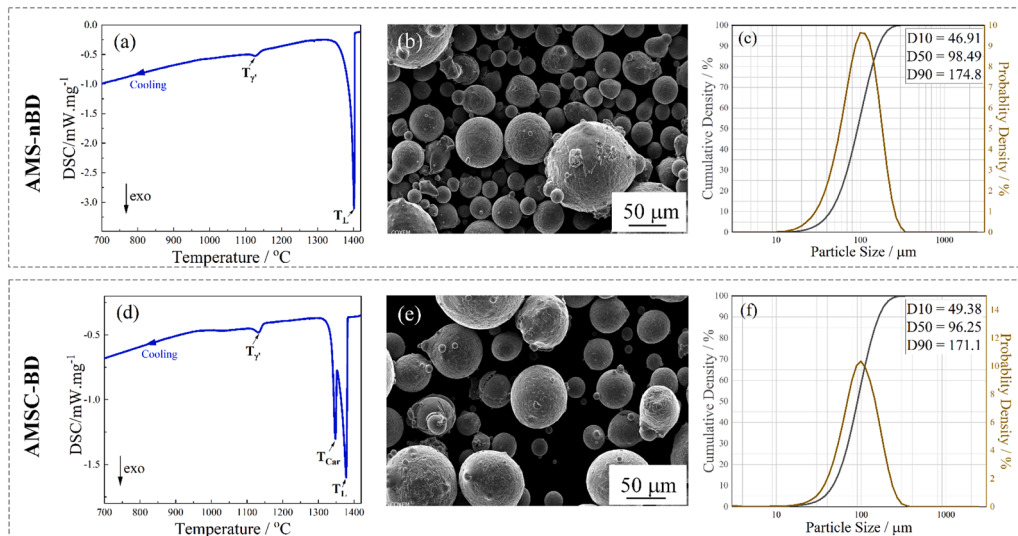 AMS-nBD
(a)
0.0
-0.5
-1.0
-1.5
-2.0
-2.5
-3.0
DSC/mW.mg⁻¹
Cooling
Tγ'
exo
TL
700 800 900 1000 1100 1200 1300 1400
Temperature / °C
(b)
50 μm
COXEM
(c)
D10 = 46.91
D50 = 98.49
D90 = 174.8
100
90
80
70
60
50
40
30
20
10
0
Cumulative Density / %
10
9
8
7
6
5
4
3
2
1
0
Probablity Density / %
10 100 1000
Particle Size / μm
AMSC-BD
(d)
-0.5
-1.0
-1.5
DSC/mW.mg⁻¹
Cooling
Tγ'
exo
TCar
TL
700 800 900 1000 1100 1200 1300 1400
Temperature / °C
(e)
50 μm
COXEM
(f)
D10 = 49.38
D50 = 96.25
D90 = 171.1
100
90
80
70
60
50
40
30
20
10
0
Cumulative Density / %
14
12
10
8
6
4
2
0
Probablity Density / %
10 100 1000
Particle Size / μm